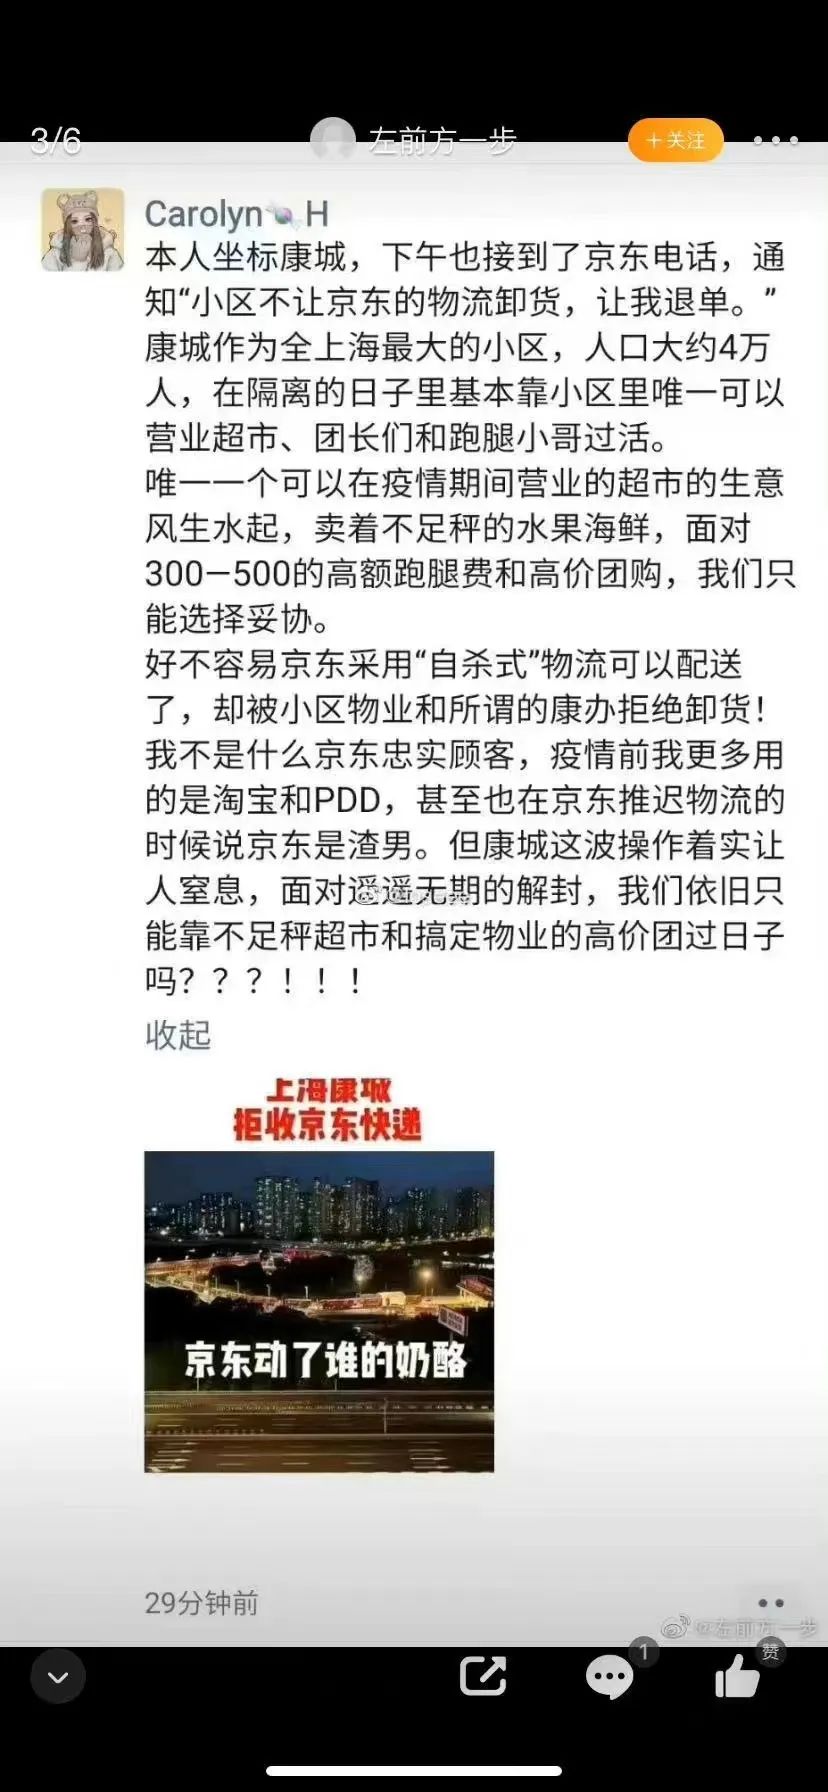 3/6
左前方一步
+关注
Carolyn🍬H
本人坐标康城，下午也接到了京东电话，通
知“小区不让京东的物流卸货，让我退单。”
康城作为全上海最大的小区，人口大约4万
人，在隔离的日子里基本靠小区里唯一可以
营业超市、团长们和跑腿小哥过活。
唯一一个可以在疫情期间营业的超市的生意
风生水起，卖着不足秤的水果海鲜，面对
300—500的高额跑腿费和高价团购，我们只
能选择妥协。
好不容易京东采用“自杀式”物流可以配送
了，却被小区物业和所谓的康办拒绝卸货！
我不是什么京东忠实顾客，疫情前我更多用
的是淘宝和PDD，甚至也在京东推迟物流的
时候说京东是渣男。但康城这波操作着实让
人窒息，面对遥遥无期的解封，我们依旧只
能靠不足秤超市和搞定物业的高价团过日子
吗？？？！！！
收起
上海康城
拒收京东快递
京东动了谁的奶酪
29分钟前
@左前方一步
1
赞